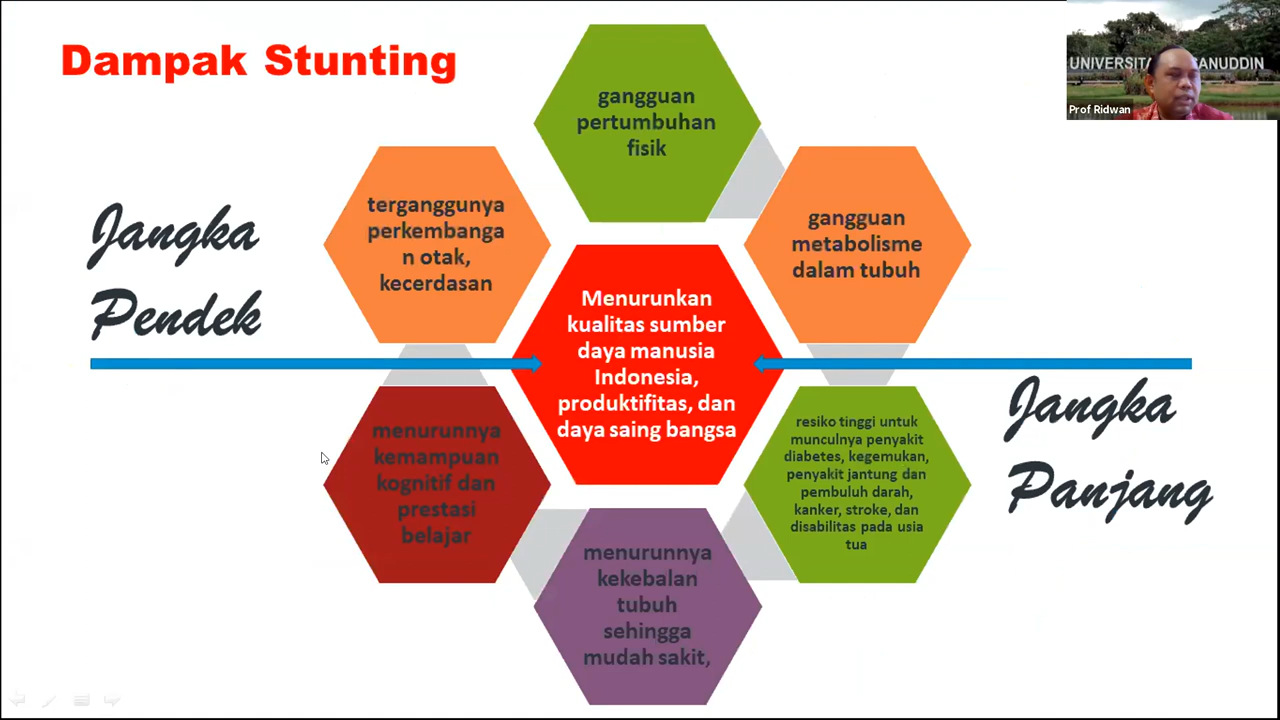 Dampak Stunting
UNIVERSITA
ANUDDIN
Prof Ridwan
gangguan
pertumbuhan
fisik
terganggunya
perkembanga
n otak,
kecerdasan
gangguan
metabolisme
dalam tubuh
Jangka
Pendek
Menurunkan
kualitas sumber
daya manusia
Indonesia,
produktifitas, dan
daya saing bangsa
menurunnya
kemampuan
kognitif dan
prestasi
belajar
resiko tinggi untuk
munculnya penyakit
diabetes, kegemukan,
penyakit jantung dan
pembuluh darah,
kanker, stroke, dan
disabilitas pada usia
tua
Jangka
Panjang
menurunnya
kekebalan
tubuh
sehingga
mudah sakit,